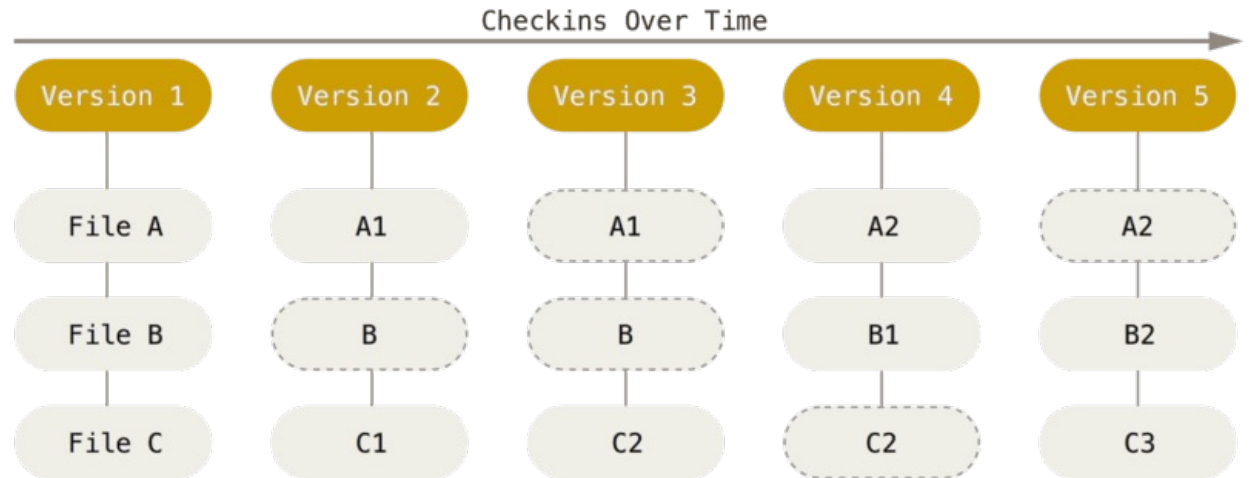 Checkins Over Time
Version 1 Version 2 Version 3 Version 4 Version 5
File A A1 A1 A2 A2
File B B B B1 B2
File C C1 C2 C2 C3